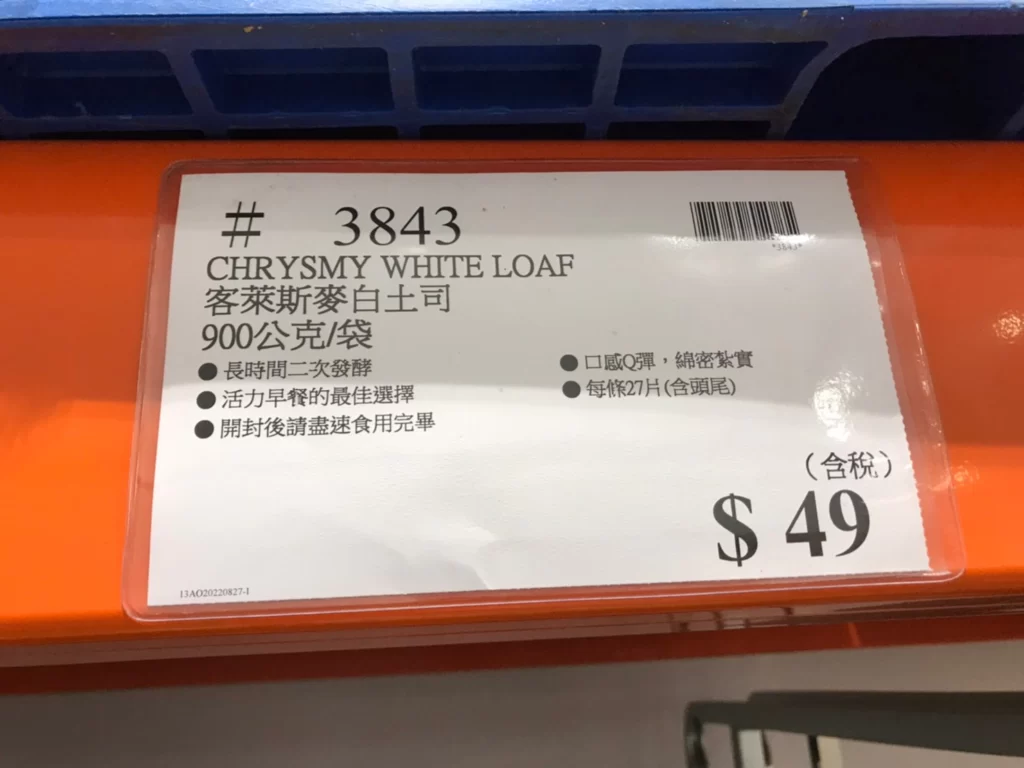 # 3843
*3843*
CHRYSMY WHITE LOAF
客萊斯麥白土司
900公克/袋
●長時間二次發酵
●活力早餐的最佳選擇
●開封後請盡速食用完畢
●口感Q彈，綿密紮實
●每條27片(含頭尾)
（含稅）
$ 49
13AO20220827-1